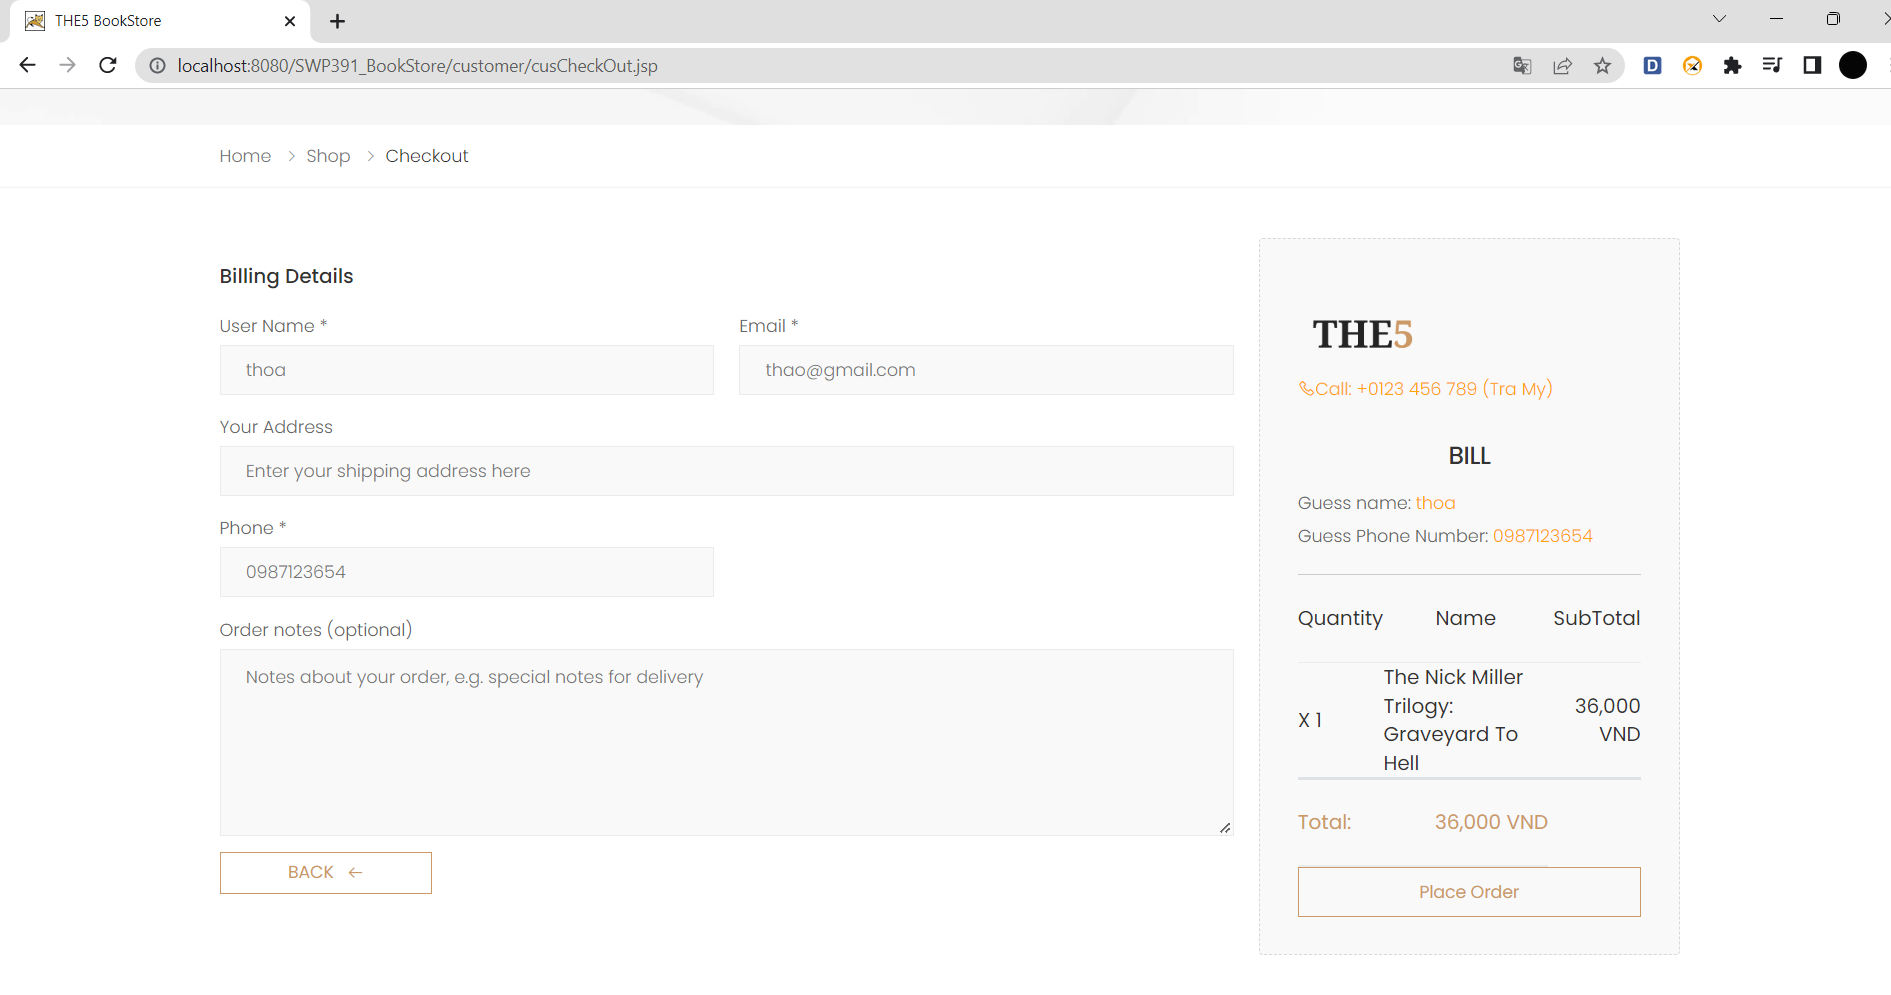 THE5 BookStore
localhost:8080/SWP391_BookStore/customer/cusCheckOut.jsp
Home > Shop > Checkout
Billing Details
User Name *
Email *
thoa
thao@gmail.com
Your Address
Enter your shipping address here
Phone *
0987123654
Order notes (optional)
Notes about your order, e.g. special notes for delivery
BACK ←
THE5
Call: +0123 456 789 (Tra My)
BILL
Guess name: thoa
Guess Phone Number: 0987123654
Quantity Name SubTotal
The Nick Miller
Trilogy:
Graveyard To
Hell
X 1
36,000
VND
Total: 36,000 VND
Place Order